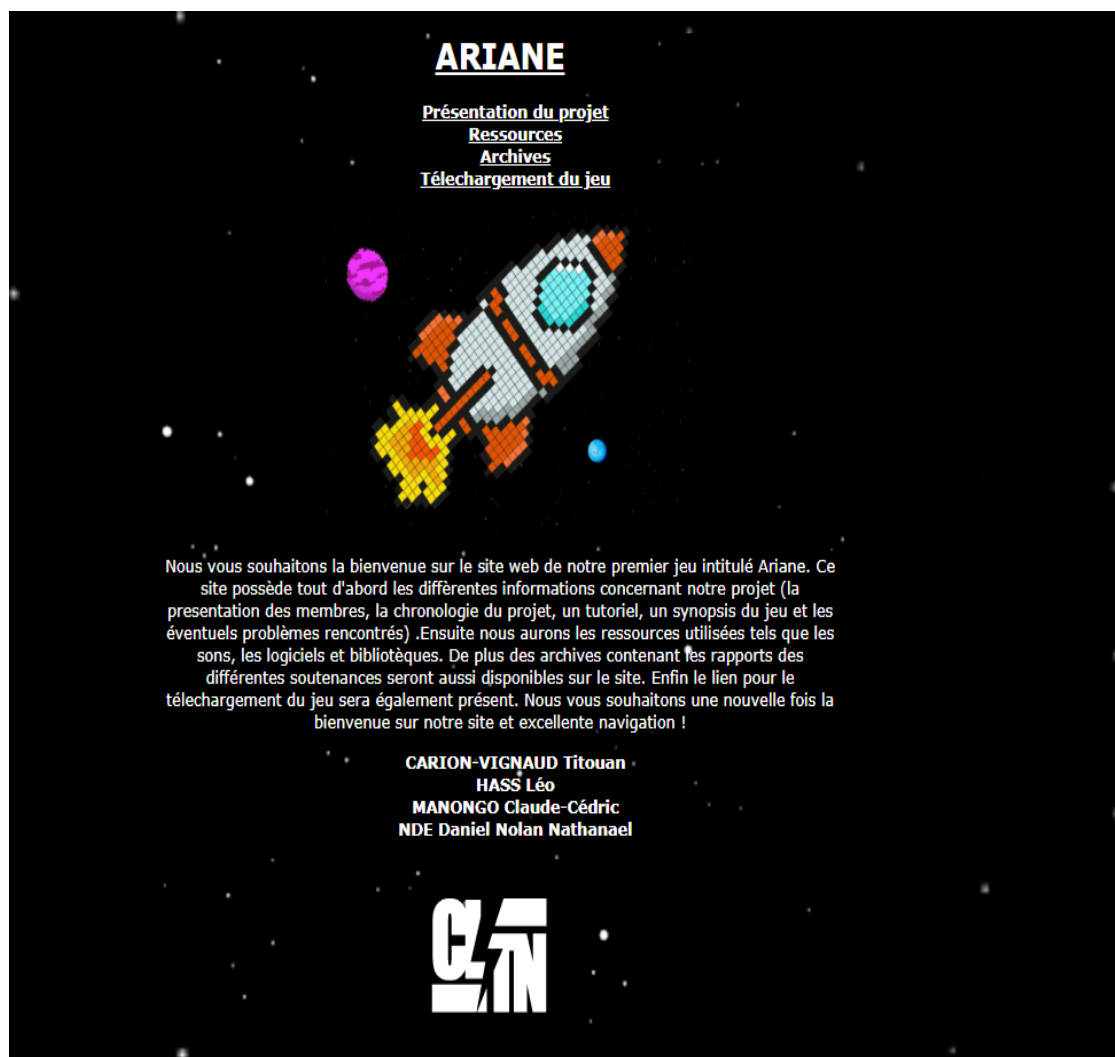 ARIANE
Présentation du projet
Ressources
Archives
Télechargement du jeu
Nous vous souhaitons la bienvenue sur le site web de notre premier jeu intitulé Ariane. Ce
site possède tout d'abord les diffèrentes informations concernant notre projet (la
presentation des membres, la chronologie du projet, un tutoriel, un synopsis du jeu et les
éventuels problèmes rencontrés) .Ensuite nous aurons les ressources utilisées tels que les
sons, les logiciels et bibliotèques. De plus des archives contenant les rapports des
différentes soutenances seront aussi disponibles sur le site. Enfin le lien pour le
télechargement du jeu sera également présent. Nous vous souhaitons une nouvelle fois la
bienvenue sur notre site et excellente navigation !
CARION-VIGNAUD Titouan
HASS Léo
MANONGO Claude-Cédric
NDE Daniel Nolan Nathanael
CL
TN